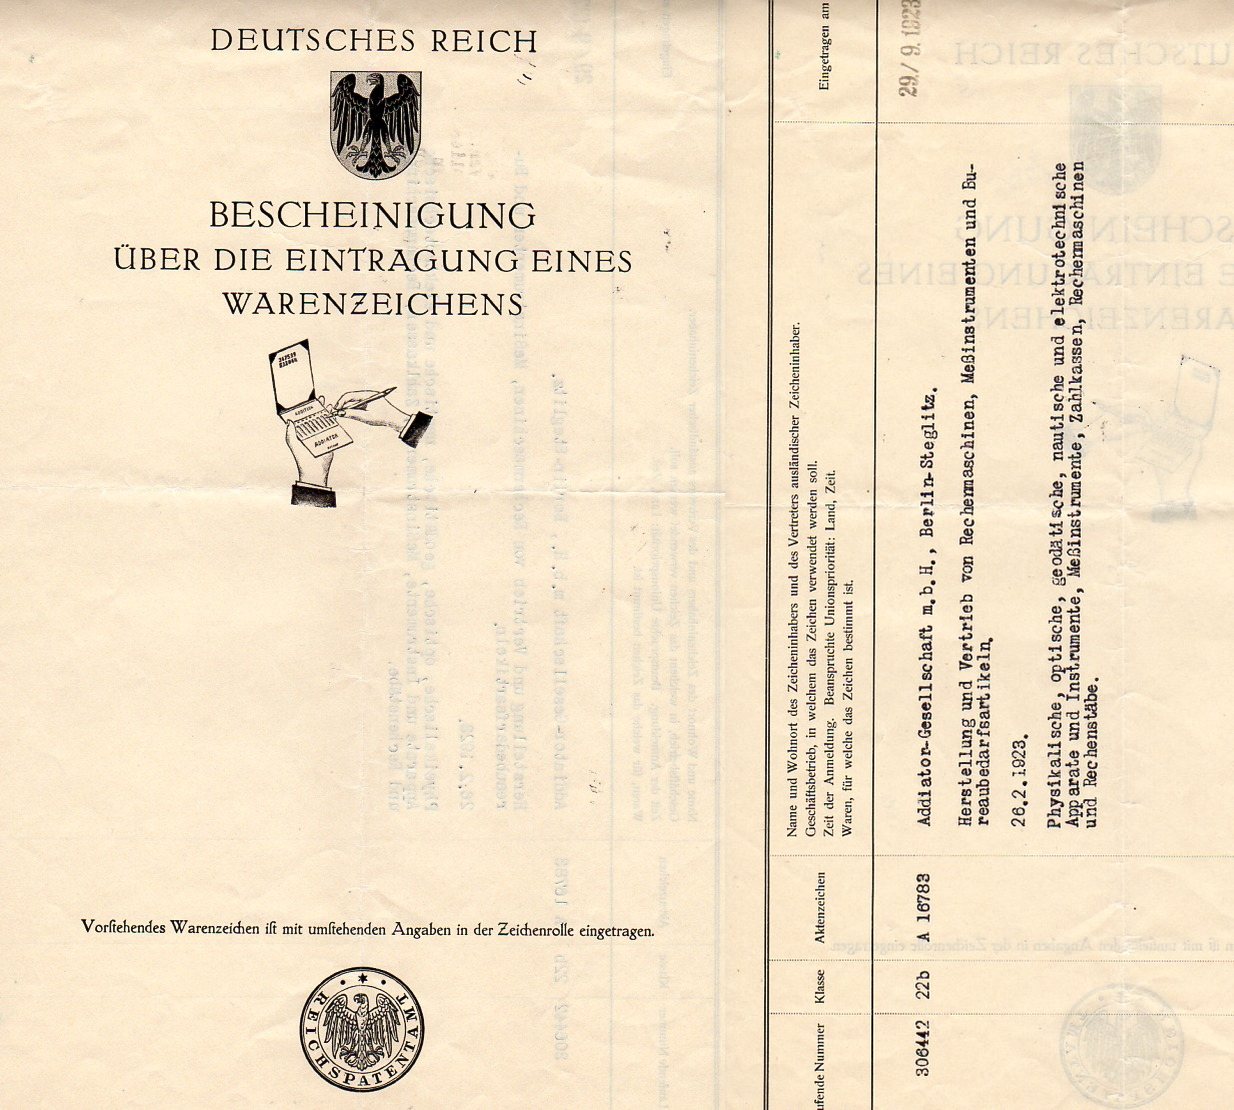 DEUTSCHES REICH
BESCHEINIGUNG
ÜBER DIE EINTRAGUNG EINES
WARENZEICHENS
ADDIATOR
Vorſtehendes Warenzeichen iſt mit umſtehenden Angaben in der Zeichenrolle eingetragen.
REICHSPATENTAMT
Eingetragen am
29./9. 1923
Name und Wohnort des Zeicheninhabers und des Vertreters ausländischer Zeicheninhaber.
Geschäftsbetrieb, in welchem das Zeichen verwendet werden soll.
Zeit der Anmeldung. Beanspruchte Unionspriorität: Land, Zeit.
Waren, für welche das Zeichen bestimmt ist.
Addiator-Gesellschaft m.b.H., Berlin-Steglitz.
Herstellung und Vertrieb von Rechenmaschinen, Meßinstrumenten und Bu-
reaubedarfsartikeln.
26.2.1923.
Physikalische, optische, geodätische, nautische und elektrotechnische
Apparate und Instrumente, Meßinstrumente, Zahlkassen, Rechenmaschinen
und Rechenstäbe.
Aktenzeichen
A 16783
Klasse
22b
ufende Nummer
306442